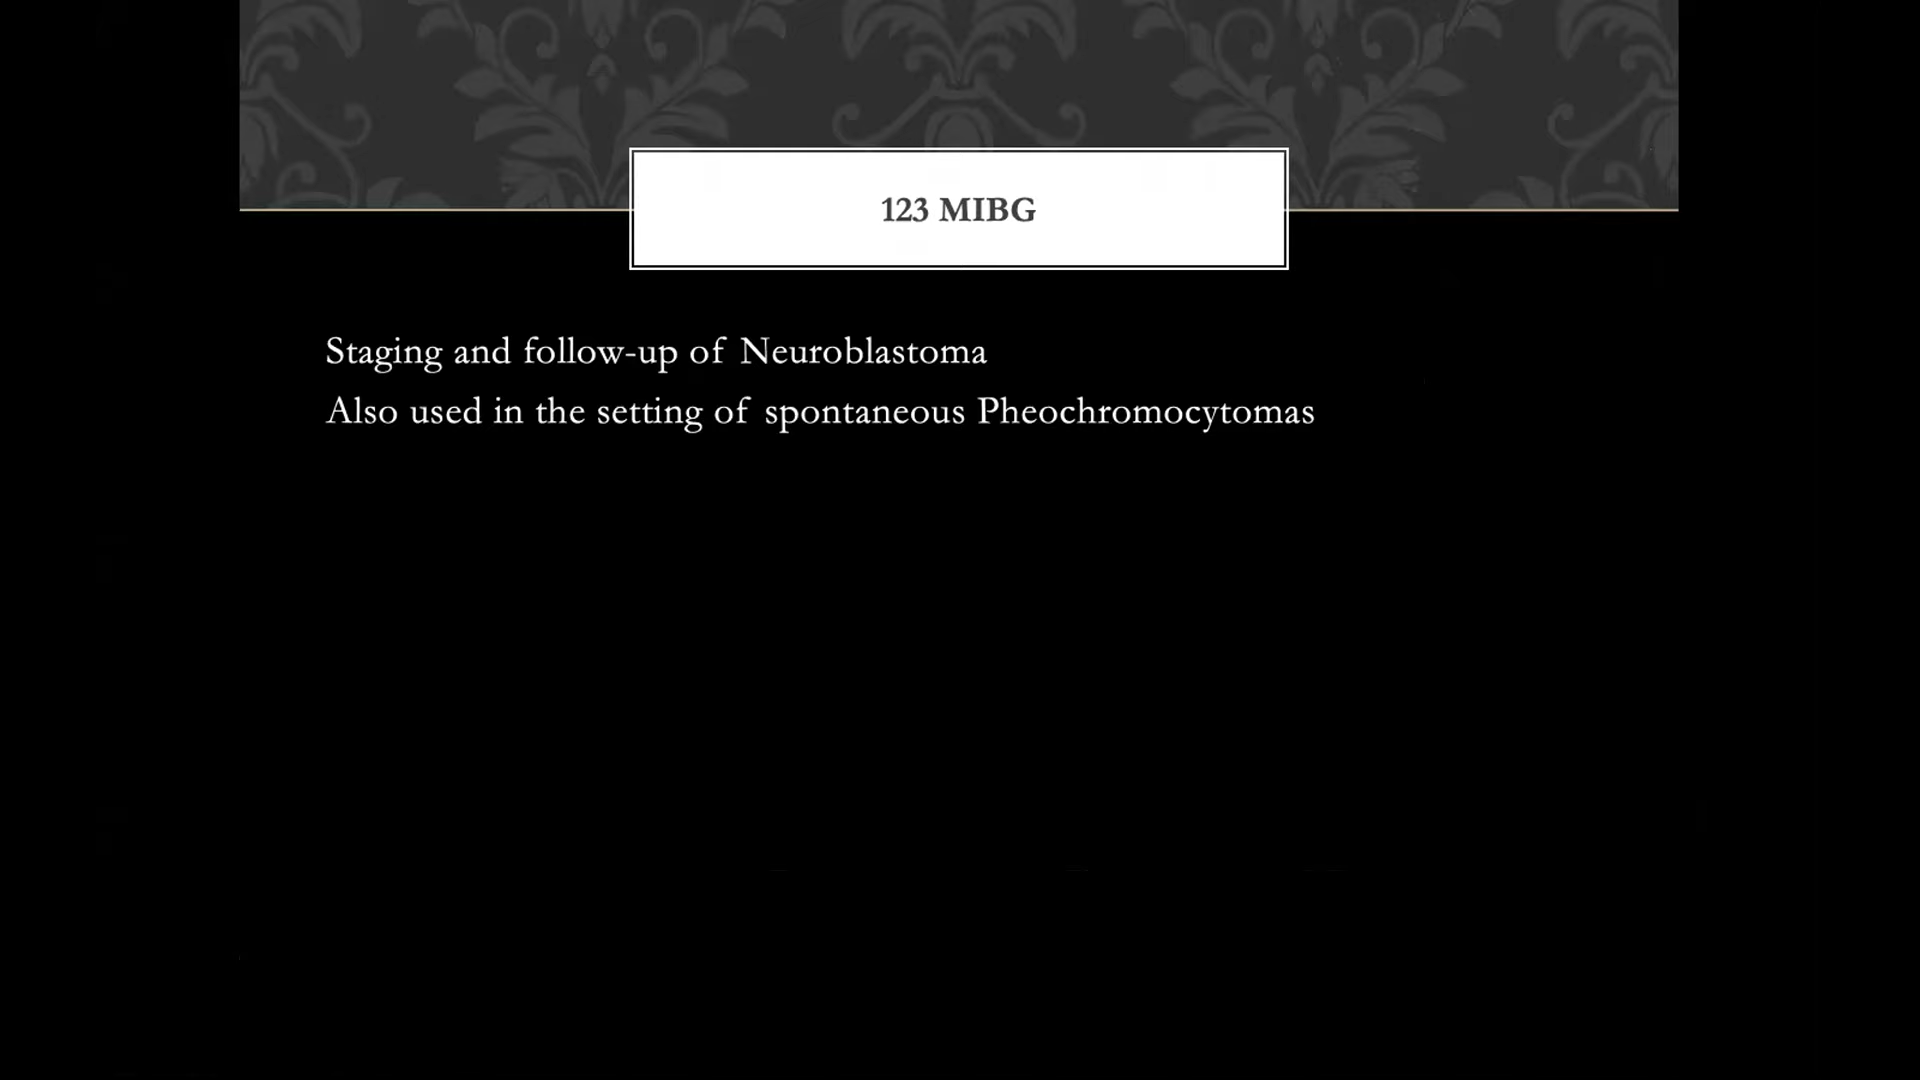 123 MIBG
Staging and follow-up of Neuroblastoma
Also used in the setting of spontaneous Pheochromocytomas